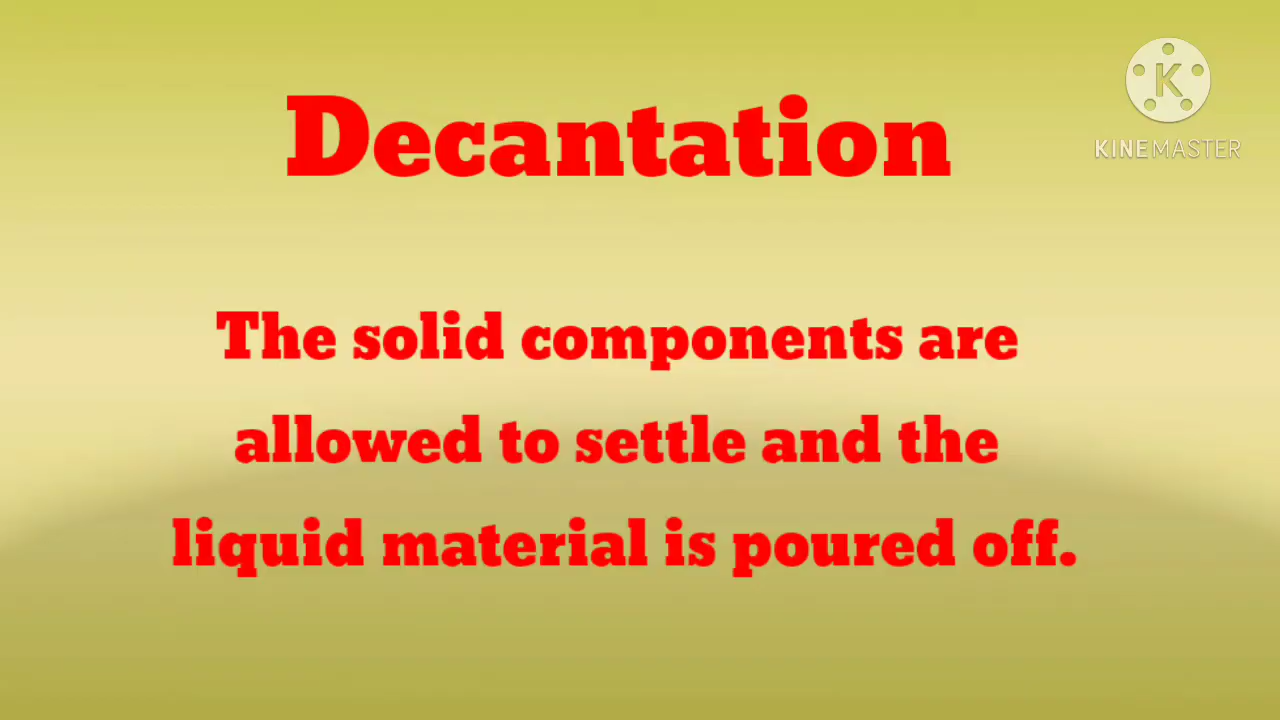 Decantation
K
KINEMASTER
The solid components are
allowed to settle and the
liquid material is poured off.